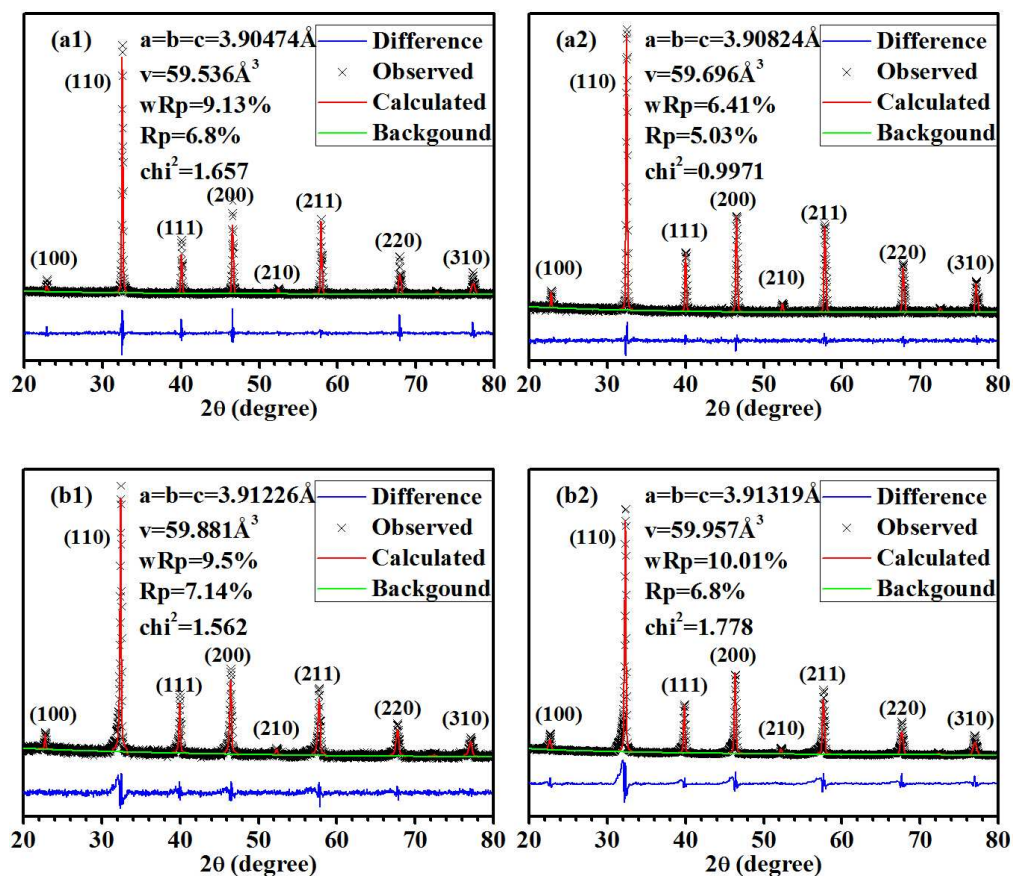 (a1)
a=b=c=3.90474Å
v=59.536Å³
wRp=9.13%
Rp=6.8%
chi²=1.657
Difference
Observed
Calculated
Backgound
(100)
(110)
(111)
(200)
(210)
(211)
(220)
(310)
20 30 40 50 60 70 80
2θ (degree)
(a2)
a=b=c=3.90824Å
v=59.696Å³
wRp=6.41%
Rp=5.03%
chi²=0.9971
Difference
Observed
Calculated
Backgound
(100)
(110)
(111)
(200)
(210)
(211)
(220)
(310)
20 30 40 50 60 70 80
2θ (degree)
(b1)
a=b=c=3.91226Å
v=59.881Å³
wRp=9.5%
Rp=7.14%
chi²=1.562
Difference
Observed
Calculated
Backgound
(100)
(110)
(111)
(200)
(210)
(211)
(220)
(310)
20 30 40 50 60 70 80
2θ (degree)
(b2)
a=b=c=3.91319Å
v=59.957Å³
wRp=10.01%
Rp=6.8%
chi²=1.778
Difference
Observed
Calculated
Backgound
(100)
(110)
(111)
(200)
(210)
(211)
(220)
(310)
20 30 40 50 60 70 80
2θ (degree)